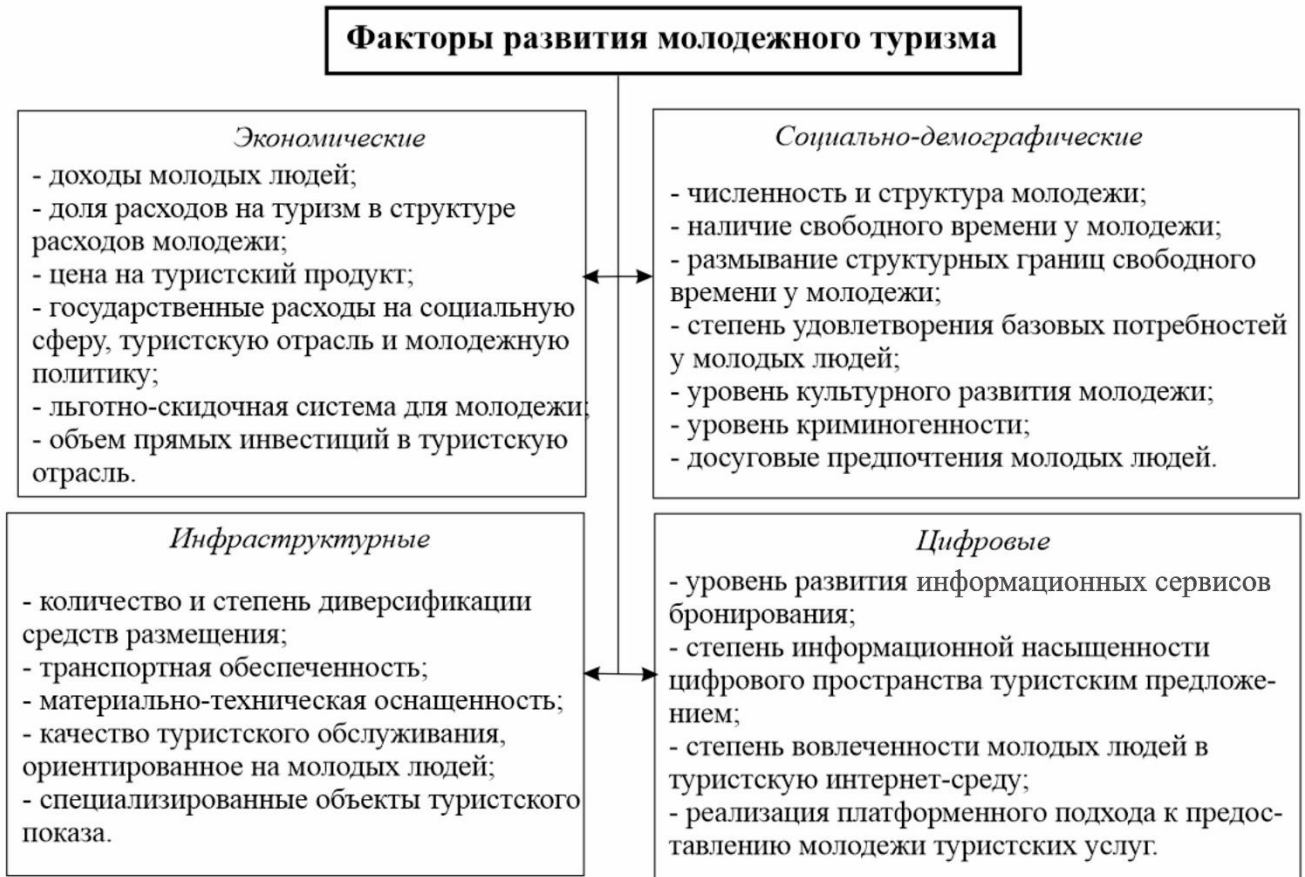 Факторы развития молодежного туризма
Экономические
- доходы молодых людей;
- доля расходов на туризм в структуре
расходов молодежи;
- цена на туристский продукт;
- государственные расходы на социальную
сферу, туристскую отрасль и молодежную
политику;
- льготно-скидочная система для молодежи;
- объем прямых инвестиций в туристскую
отрасль.
Социально-демографические
- численность и структура молодежи;
- наличие свободного времени у молодежи;
- размывание структурных границ свободного
времени у молодежи;
- степень удовлетворения базовых потребностей
у молодых людей;
- уровень культурного развития молодежи;
- уровень криминогенности;
- досуговые предпочтения молодых людей.
Инфраструктурные
- количество и степень диверсификации
средств размещения;
- транспортная обеспеченность;
- материально-техническая оснащенность;
- качество туристского обслуживания,
ориентированное на молодых людей;
- специализированные объекты туристского
показа.
Цифровые
- уровень развития информационных сервисов
бронирования;
- степень информационной насыщенности
цифрового пространства туристским предложе-
нием;
- степень вовлеченности молодых людей в
туристскую интернет-среду;
- реализация платформенного подхода к предос-
тавлению молодежи туристских услуг.